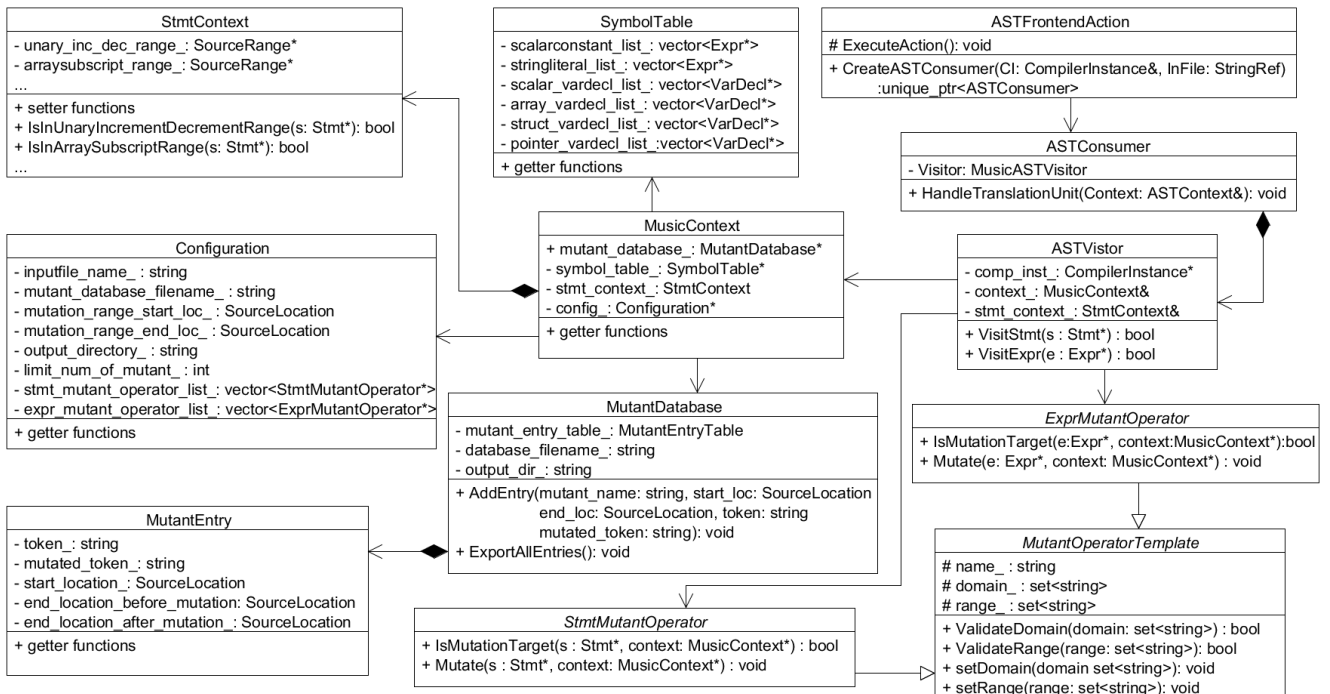 StmtContext
- unary_inc_dec_range_: SourceRange*
- arraysubscript_range_: SourceRange*
...
+ setter functions
+ IsInUnaryIncrementDecrementRange(s: Stmt*): bool
+ IsInArraySubscriptRange(s: Stmt*): bool
...
SymbolTable
- scalarconstant_list_: vector<Expr*>
- stringliteral_list_: vector<Expr*>
- scalar_vardecl_list_: vector<VarDecl*>
- array_vardecl_list_: vector<VarDecl*>
- struct_vardecl_list_: vector<VarDecl*>
- pointer_vardecl_list_:vector<VarDecl*>
+ getter functions
ASTFrontendAction
# ExecuteAction(): void
+ CreateASTConsumer(CI: CompilerInstance&, InFile: StringRef)
:unique_ptr<ASTConsumer>
ASTConsumer
- Visitor: MusicASTVisitor
+ HandleTranslationUnit(Context: ASTContext&): void
MusicContext
+ mutant_database_: MutantDatabase*
- symbol_table_: SymbolTable*
- stmt_context_: StmtContext
- config_: Configuration*
+ getter functions
Configuration
- inputfile_name_ : string
- mutant_database_filename_ : string
- mutation_range_start_loc_ : SourceLocation
- mutation_range_end_loc_ : SourceLocation
- output_directory_ : string
- limit_num_of_mutant_ : int
- stmt_mutant_operator_list_: vector<StmtMutantOperator*>
- expr_mutant_operator_list_: vector<ExprMutantOperator*>
+ getter functions
ASTVistor
- comp_inst_: CompilerInstance*
- context_: MusicContext&
- stmt_context_: StmtContext&
+ VisitStmt(s : Stmt*) : bool
+ VisitExpr(e : Expr*) : bool
MutantDatabase
- mutant_entry_table_: MutantEntryTable
- database_filename_: string
- output_dir_: string
+ AddEntry(mutant_name: string, start_loc: SourceLocation
end_loc: SourceLocation, token: string
mutated_token: string): void
+ ExportAllEntries(): void
ExprMutantOperator
+ IsMutationTarget(e:Expr*, context:MusicContext*):bool
+ Mutate(e: Expr*, context: MusicContext*) : void
MutantEntry
- token_: string
- mutated_token_: string
- start_location_: SourceLocation
- end_location_before_mutation: SourceLocation
- end_location_after_mutation_: SourceLocation
+ getter functions
StmtMutantOperator
+ IsMutationTarget(s : Stmt*, context: MusicContext*) : bool
+ Mutate(s : Stmt*, context: MusicContext*) : void
MutantOperatorTemplate
# name_ : string
# domain_ : set<string>
# range_ : set<string>
+ ValidateDomain(domain: set<string>) : bool
+ ValidateRange(range: set<string>): bool
+ setDomain(domain set<string>): void
+ setRange(range: set<string>): void